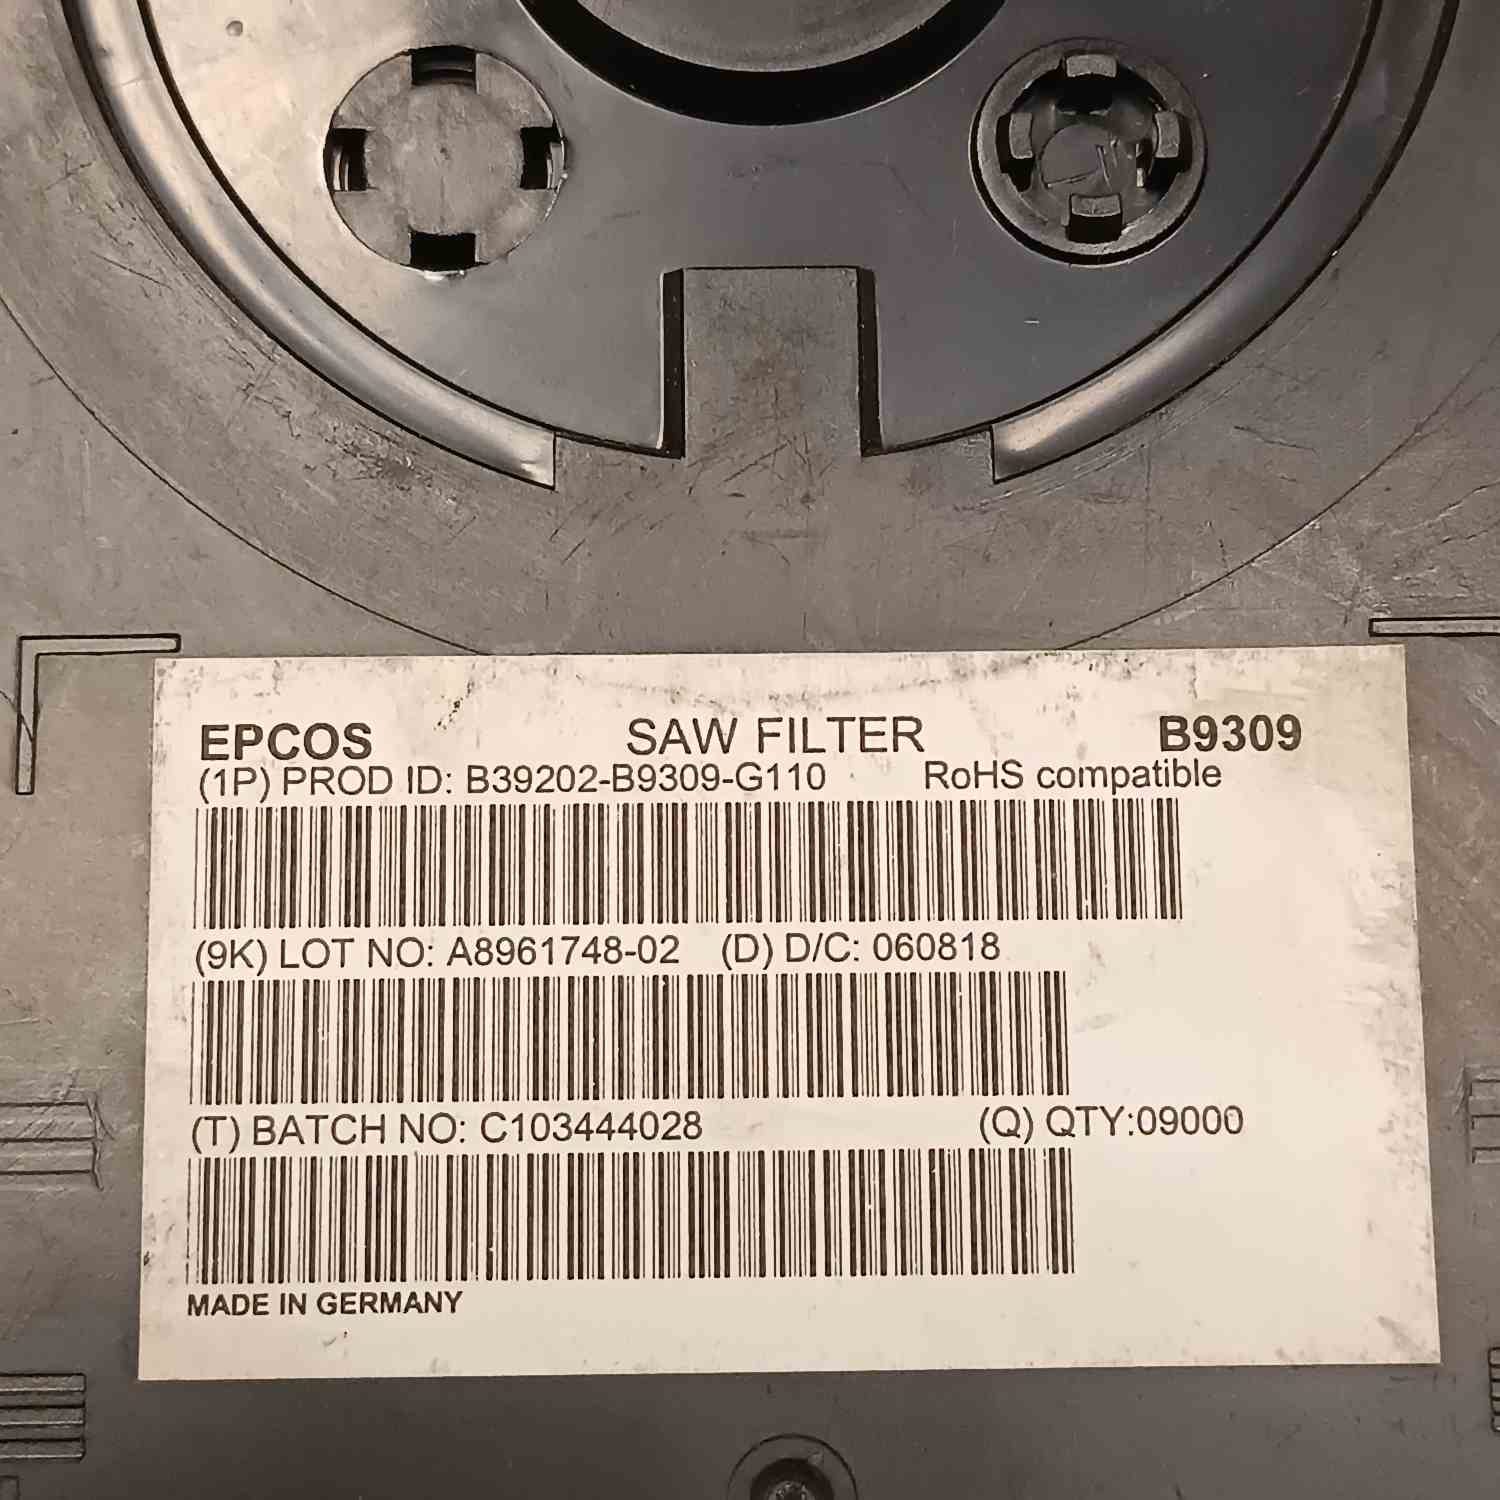 EPCOS SAW FILTER B9309
(1P) PROD ID: B39202-B9309-G110 RoHS compatible
(9K) LOT NO: A8961748-02 (D) D/C: 060818
(T) BATCH NO: C103444028 (Q) QTY:09000
MADE IN GERMANY